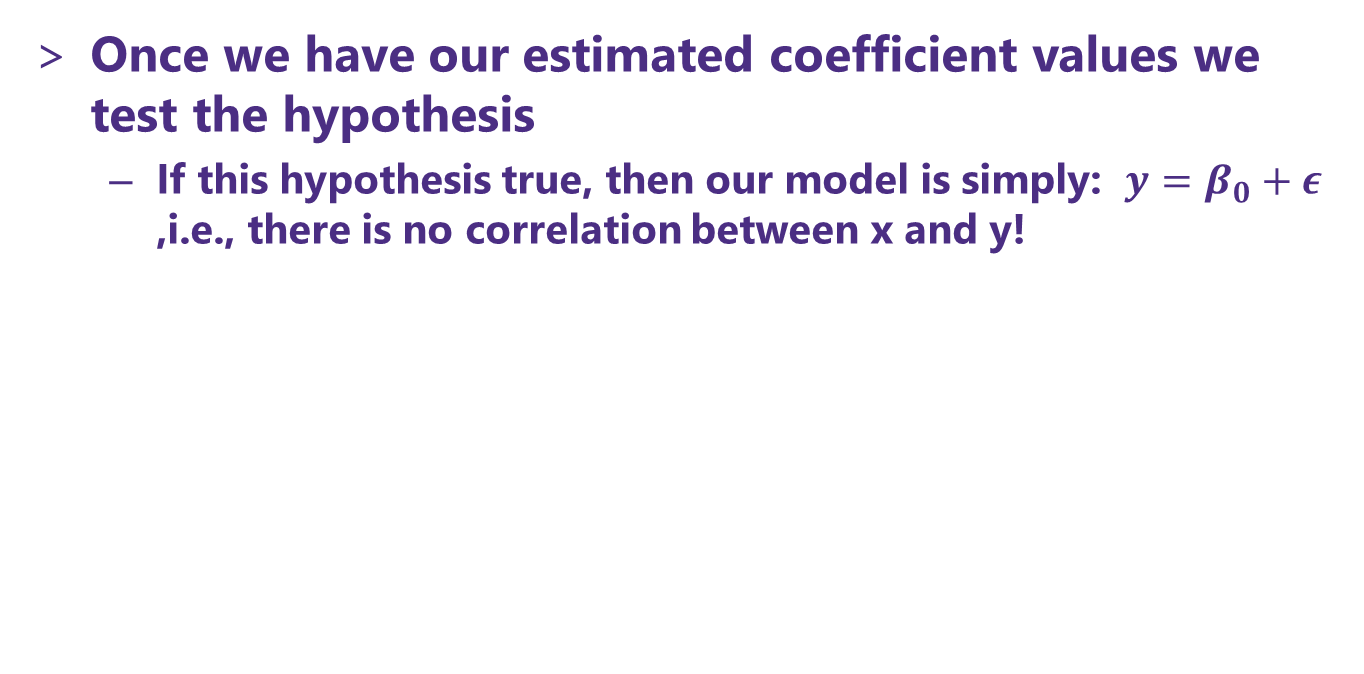 > Once we have our estimated coefficient values we
test the hypothesis
– If this hypothesis true, then our model is simply: y = β₀ + ϵ
,i.e., there is no correlation between x and y!